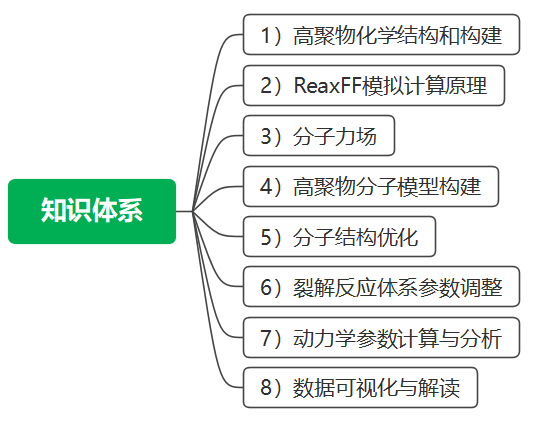 知识体系
1）高聚物化学结构和构建
2）ReaxFF模拟计算原理
3）分子力场
4）高聚物分子模型构建
5）分子结构优化
6）裂解反应体系参数调整
7）动力学参数计算与分析
8）数据可视化与解读